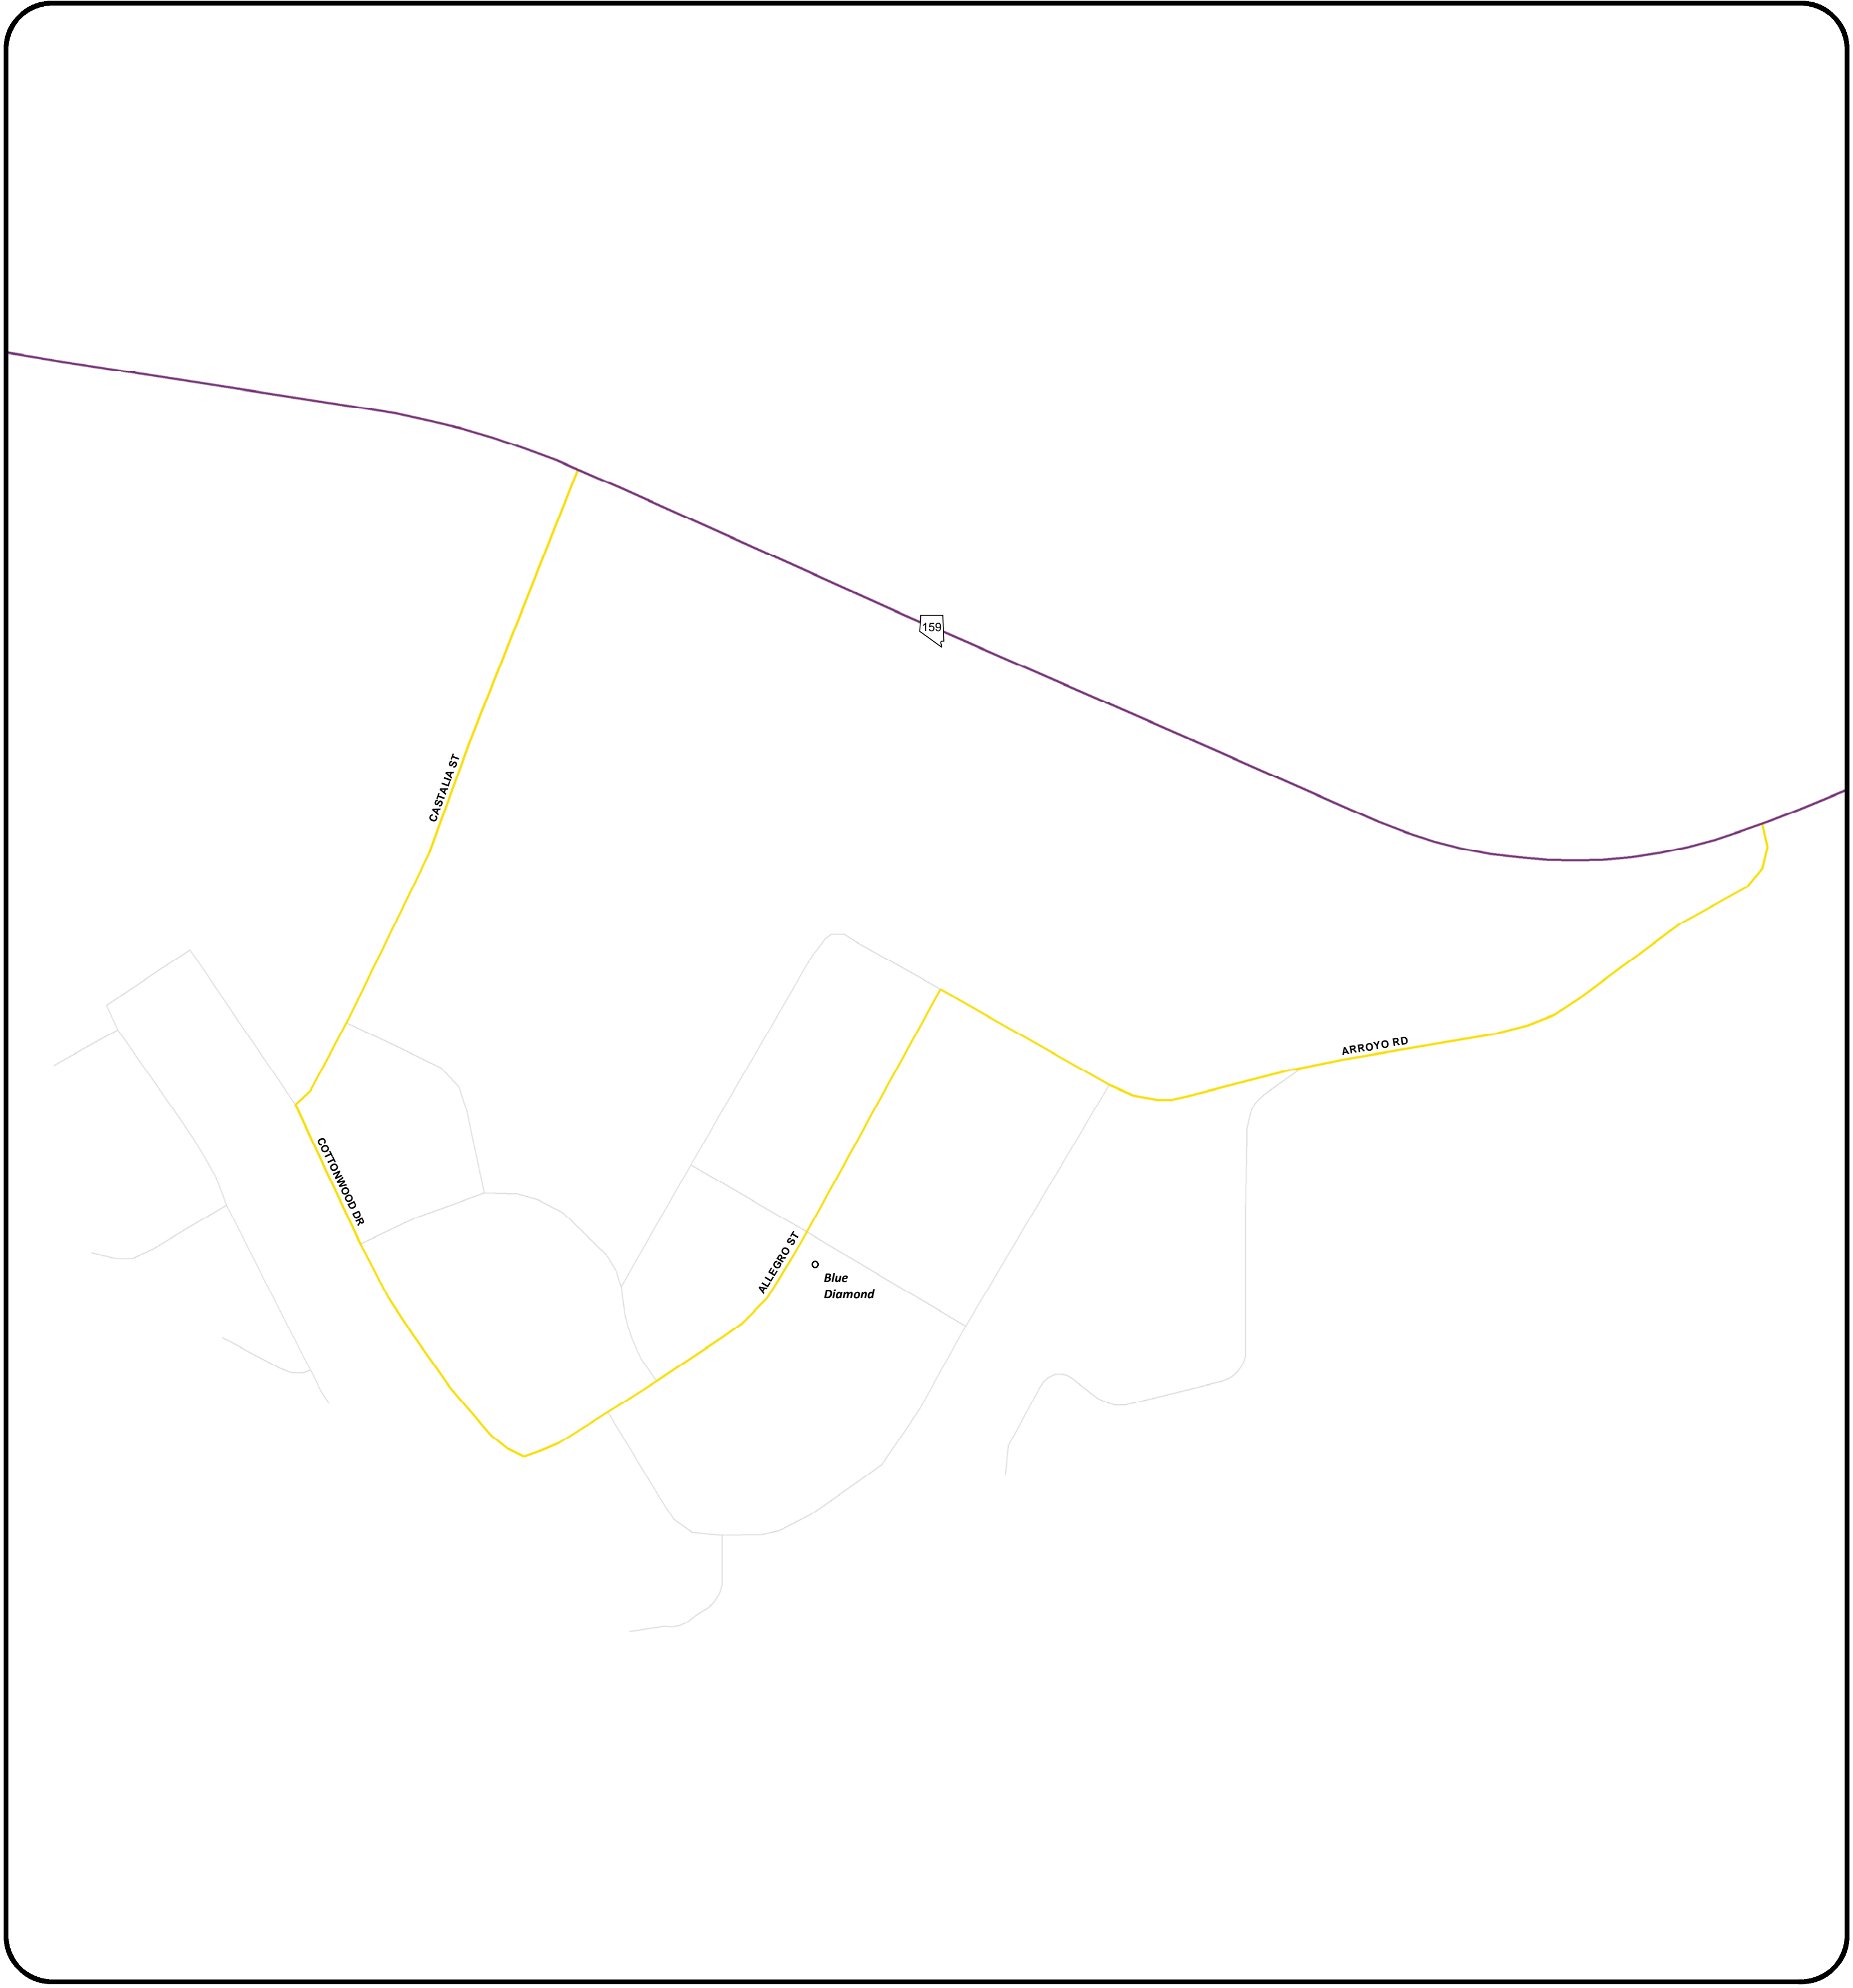 159
CASTALIA ST
ARROYO RD
COTTONWOOD DR
ALLEGRO ST
Blue
Diamond